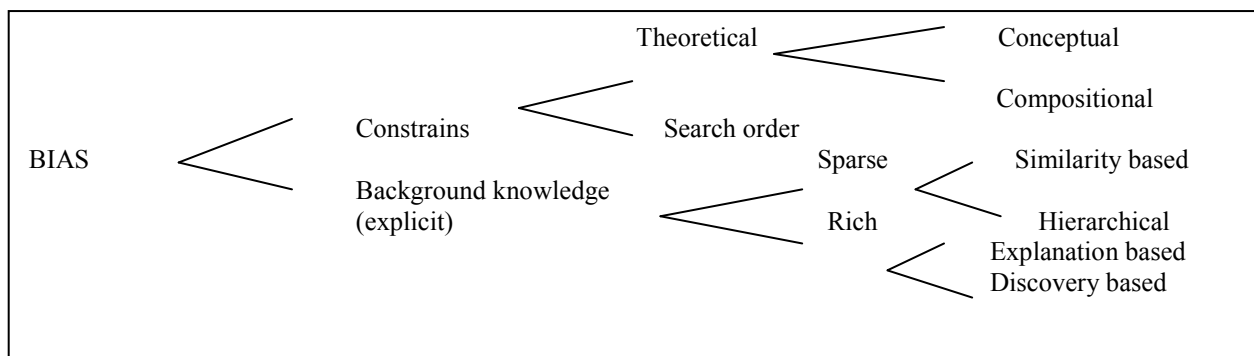 Theoretical
Conceptual
Compositional
Constrains
Search order
BIAS
Sparse
Similarity based
Background knowledge
(explicit)
Rich
Hierarchical
Explanation based
Discovery based